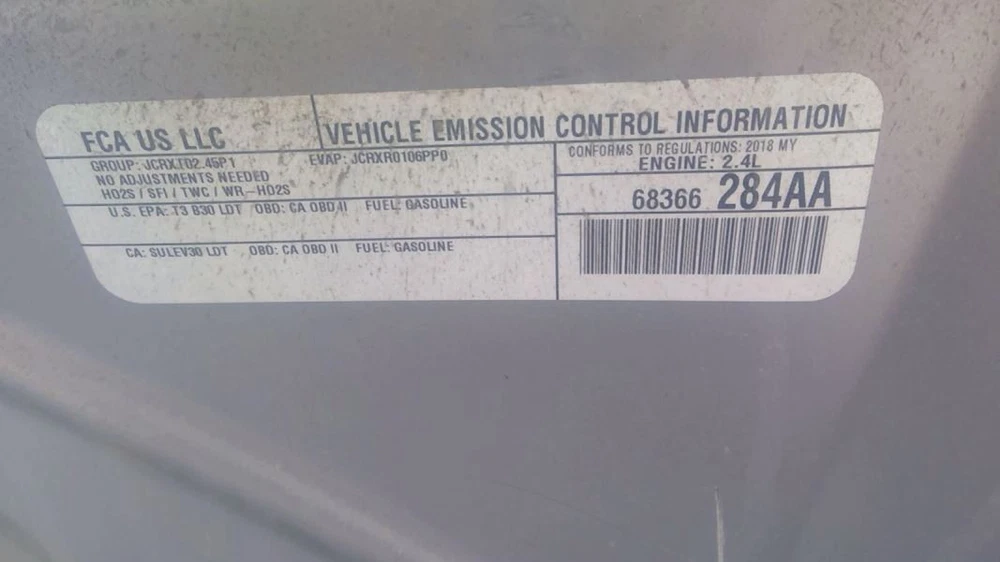 FCA US LLC
VEHICLE EMISSION CONTROL INFORMATION
GROUP: JCRXT02.45P1
EVAP: JCRXR0106PP0
NO ADJUSTMENTS NEEDED
HO2S / SFI / TWC / WR-HO2S
U.S. EPA: T3 B30 LDT OBD: CA OBD II FUEL: GASOLINE
CA: SULEV30 LDT OBD: CA OBD II FUEL: GASOLINE
CONFORMS TO REGULATIONS: 2018 MY
ENGINE: 2.4L
68366 284AA